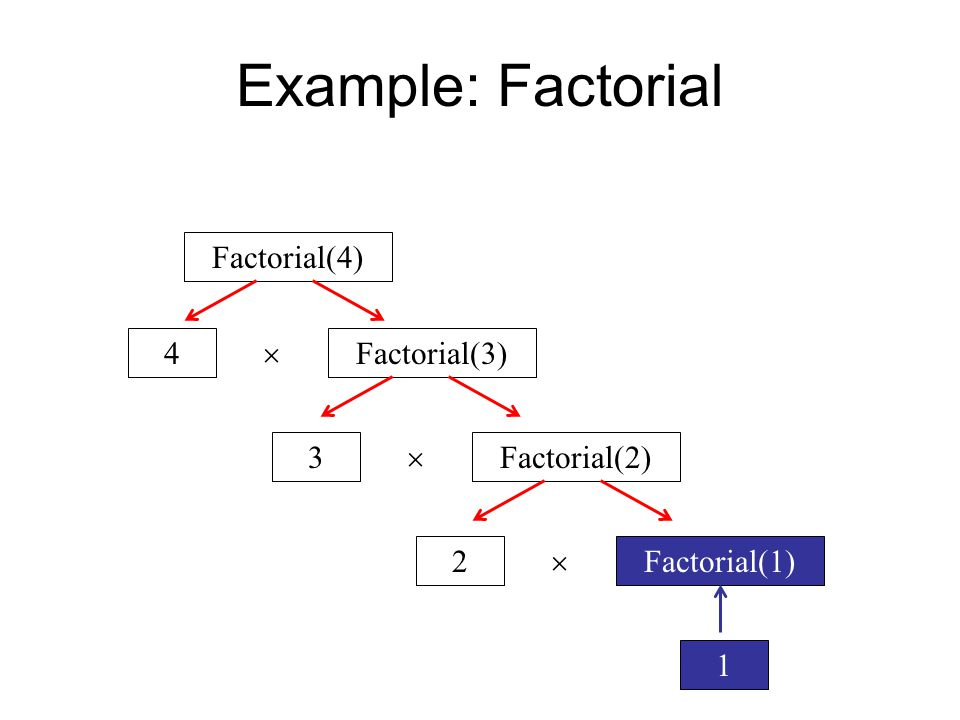 Example: Factorial
Factorial(4)
4 × Factorial(3)
3 × Factorial(2)
2 × Factorial(1)
1